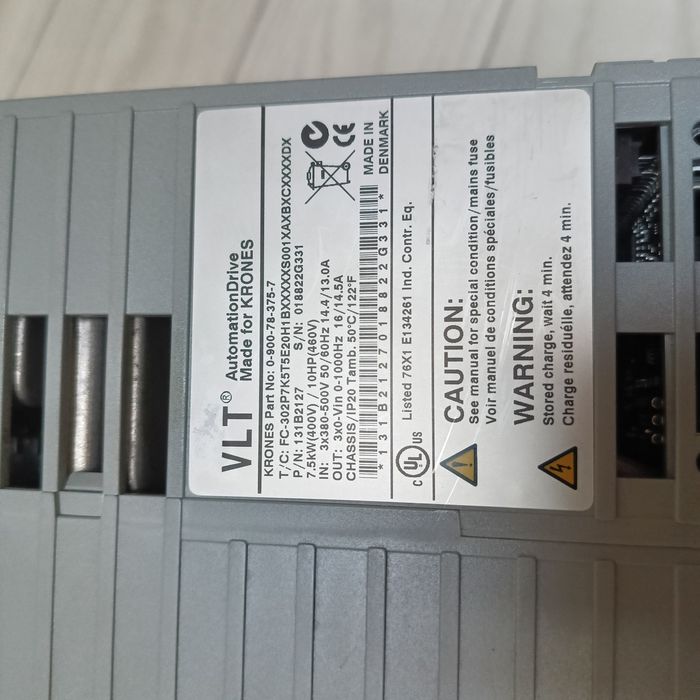 VLT®
AutomationDrive
Made for KRONES
KRONES Part No: 0-900-78-375-7
T/C: FC-302P7K5T5E20H1BXXXXXXS001XAXBXCXXXXDX
P/N: 131B2127 S/N: 018822G331
7.5kW(400V) / 10HP(460V)
IN: 3x380-500V 50/60Hz 14.4/13.0A
OUT: 3x0-Vin 0-1000Hz 16/14.5A
CHASSIS/IP20 Tamb. 50°C/122°F
*131B2127018822G331*
MADE IN
DENMARK
CE
c UL US
Listed 76X1 E134261 Ind. Contr. Eq.
CAUTION:
See manual for special condition/mains fuse
Voir manuel de conditions spéciales/fusibles
WARNING:
Stored charge, wait 4 min.
Charge residuélle, attendez 4 min.